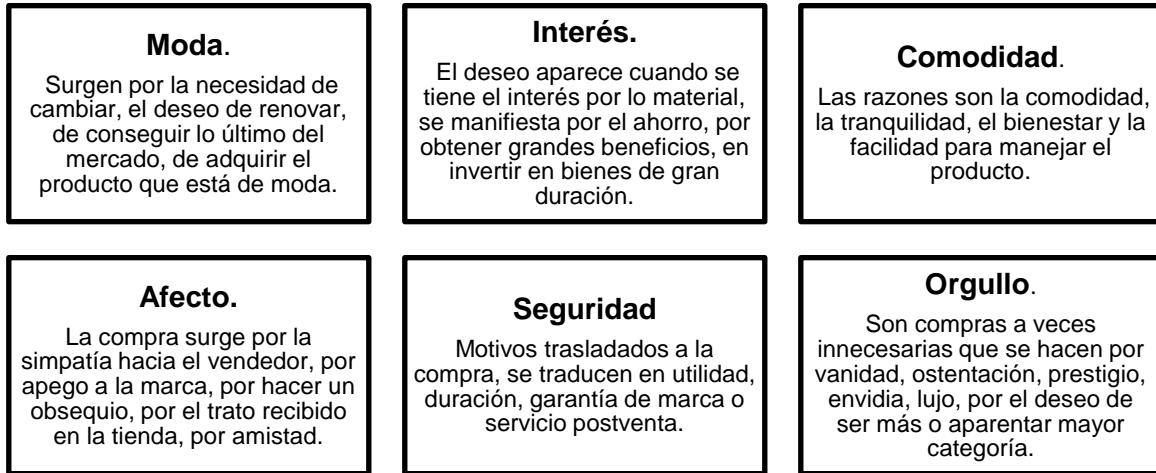 Moda.
Surgen por la necesidad de
cambiar, el deseo de renovar,
de conseguir lo último del
mercado, de adquirir el
producto que está de moda.
Interés.
El deseo aparece cuando se
tiene el interés por lo material,
se manifiesta por el ahorro, por
obtener grandes beneficios, en
invertir en bienes de gran
duración.
Comodidad.
Las razones son la comodidad,
la tranquilidad, el bienestar y la
facilidad para manejar el
producto.
Afecto.
La compra surge por la
simpatía hacia el vendedor, por
apego a la marca, por hacer un
obsequio, por el trato recibido
en la tienda, por amistad.
Seguridad
Motivos trasladados a la
compra, se traducen en utilidad,
duración, garantía de marca o
servicio postventa.
Orgullo.
Son compras a veces
innecesarias que se hacen por
vanidad, ostentación, prestigio,
envidia, lujo, por el deseo de
ser más o aparentar mayor
categoría.